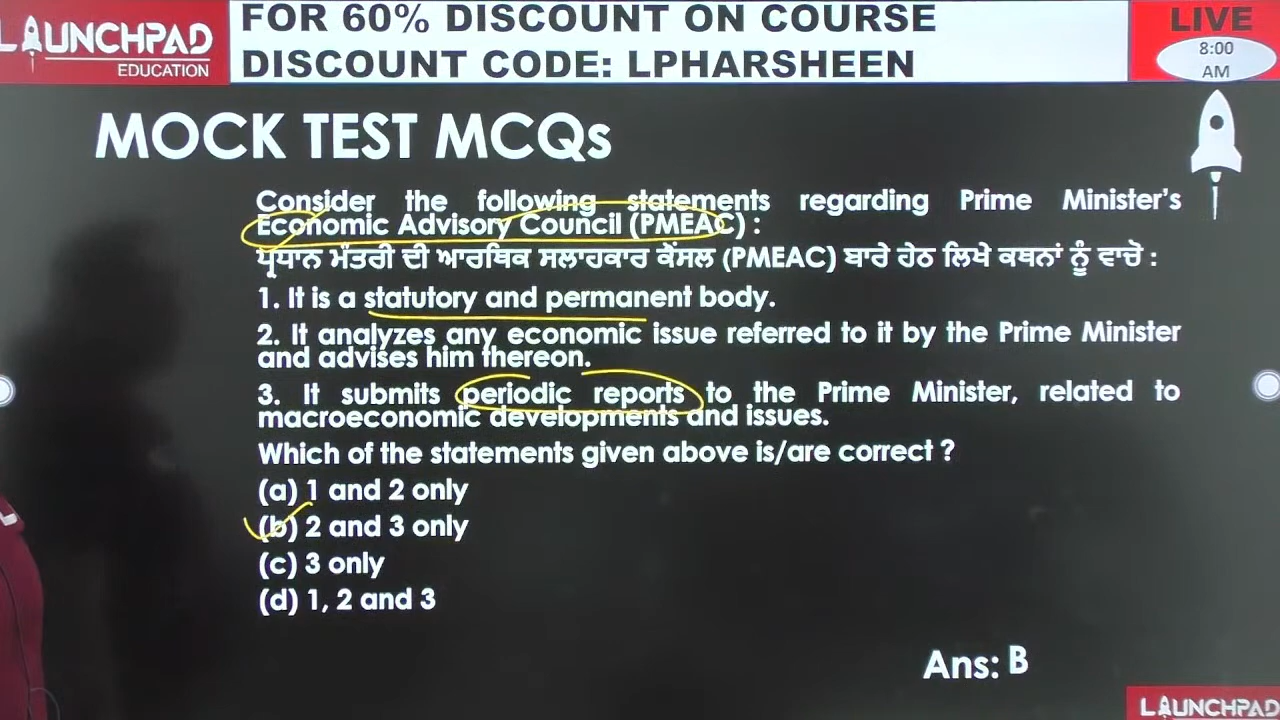 LAUNCHPAD
EDUCATION
FOR 60% DISCOUNT ON COURSE
DISCOUNT CODE: LPHARSHEEN
LIVE
8:00
AM
MOCK TEST MCQs
Consider the following statements regarding Prime Minister's
Economic Advisory Council (PMEAC) :
ਪ੍ਰਧਾਨ ਮੰਤਰੀ ਦੀ ਆਰਥਿਕ ਸਲਾਹਕਾਰ ਕੌਂਸਲ (PMEAC) ਬਾਰੇ ਹੇਠ ਲਿਖੇ ਕਥਨਾਂ ਨੂੰ ਵਾਚੋ :
1. It is a statutory and permanent body.
2. It analyzes any economic issue referred to it by the Prime Minister
and advises him thereon.
3. It submits periodic reports to the Prime Minister, related to
macroeconomic developments and issues.
Which of the statements given above is/are correct ?
(a) 1 and 2 only
(b) 2 and 3 only
(c) 3 only
(d) 1, 2 and 3
Ans: B
LAUNCHPAD